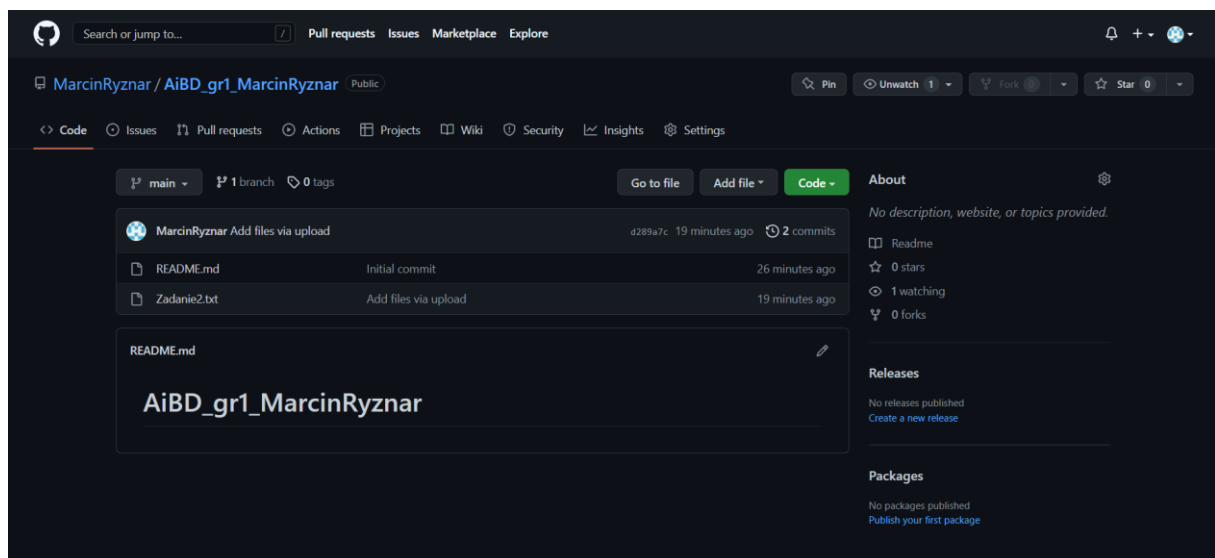 Search or jump to... / Pull requests Issues Marketplace Explore
MarcinRyznar / AiBD_gr1_MarcinRyznar Public Pin Unwatch 1 Fork 0 Star 0
Code Issues Pull requests Actions Projects Wiki Security Insights Settings
main 1 branch 0 tags Go to file Add file Code
About
No description, website, or topics provided.
MarcinRyznar Add files via upload d289a7c 19 minutes ago 2 commits
README.md Initial commit 26 minutes ago
Zadanie2.txt Add files via upload 19 minutes ago
Readme
0 stars
1 watching
0 forks
README.md
AiBD_gr1_MarcinRyznar
Releases
No releases published
Create a new release
Packages
No packages published
Publish your first package